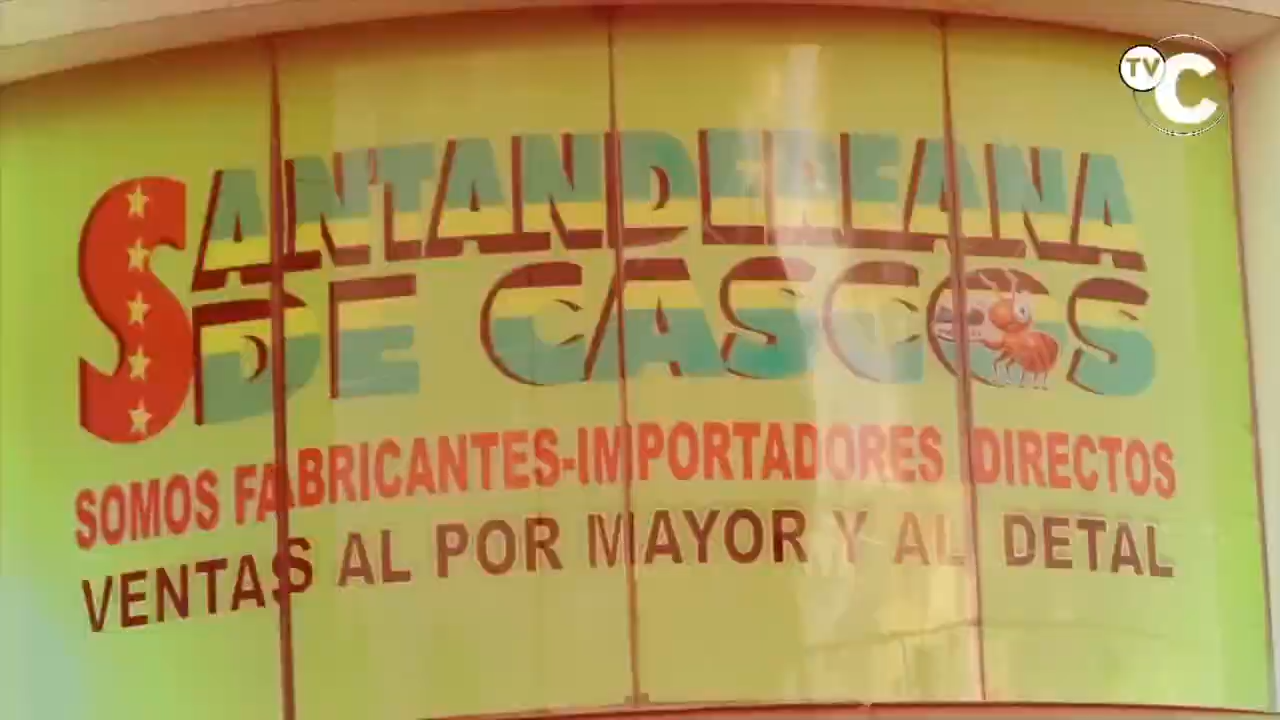 TV C
SANTANDEREANA
DE CASCOS
SOMOS FABRICANTES-IMPORTADORES DIRECTOS
VENTAS AL POR MAYOR Y AL DETAL